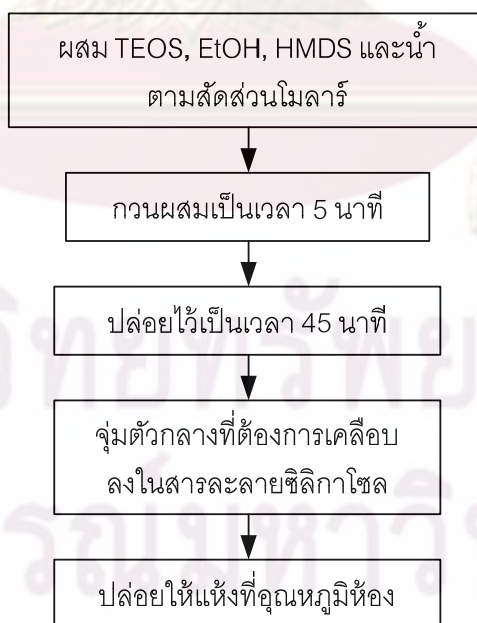 ผสม TEOS, EtOH, HMDS และน้ำ
ตามสัดส่วนโมลาร์
กวนผสมเป็นเวลา 5 นาที
ปล่อยไว้เป็นเวลา 45 นาที
จุ่มตัวกลางที่ต้องการเคลือบ
ลงในสารละลายซิลิกาโซล
ปล่อยให้แห้งที่อุณหภูมิห้อง